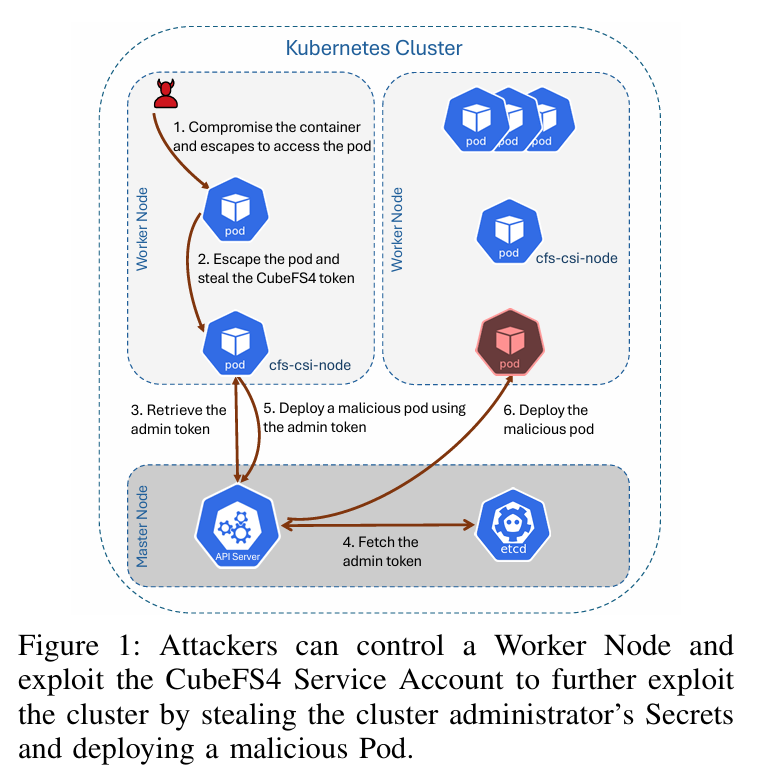 Kubernetes Cluster
1. Compromise the container
and escapes to access the pod
Worker Node
pod
2. Escape the pod and
steal the CubeFS4 token
pod
cfs-csi-node
pod
pod
pod
Worker Node
pod
cfs-csi-node
pod
3. Retrieve the
admin token
5. Deploy a malicious pod using
the admin token
6. Deploy the
malicious pod
Master Node
API Server
4. Fetch the
admin token
etcd
Figure 1: Attackers can control a Worker Node and
exploit the CubeFS4 Service Account to further exploit
the cluster by stealing the cluster administrator’s Secrets
and deploying a malicious Pod.